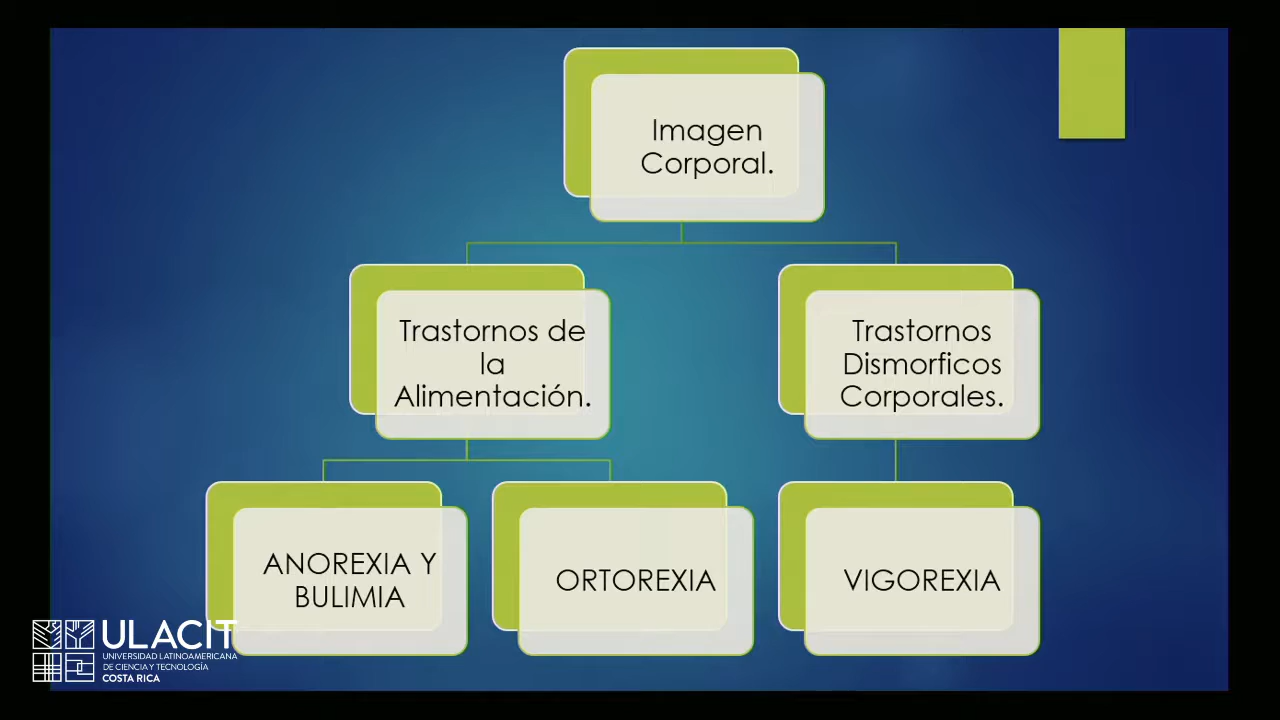 Imagen
Corporal.
Trastornos de
la
Alimentación.
Trastornos
Dismorficos
Corporales.
ANOREXIA Y
BULIMIA
ORTOREXIA
VIGOREXIA
ULACIT
UNIVERSIDAD LATINOAMERICANA
DE CIENCIA Y TECNOLOGÍA
COSTA RICA